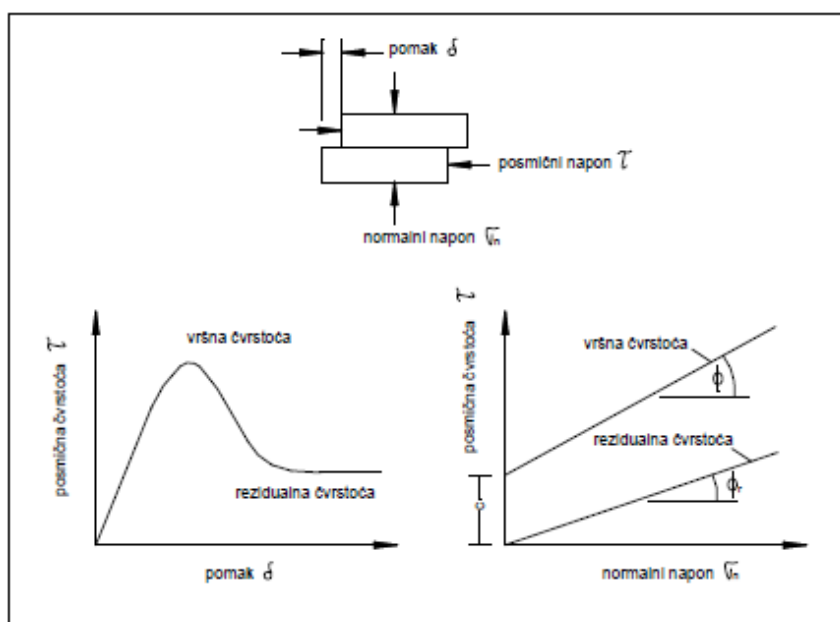 pomak δ
posmični napon τ
normalni napon σₙ
τ
posmična čvrstoća
vršna čvrstoća
rezidualna čvrstoća
pomak δ
τ
posmična čvrstoća
vršna čvrstoća
ϕ
rezidualna čvrstoća
ϕᵣ
c
normalni napon σₙ